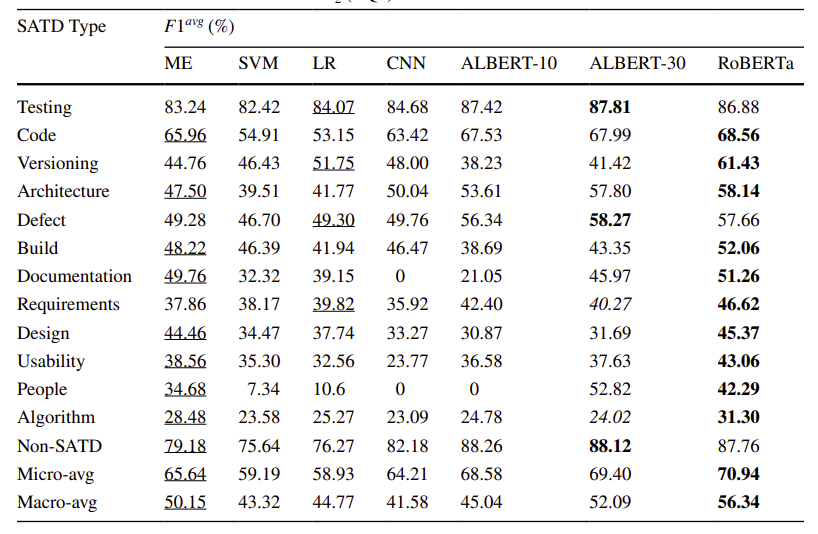 SATD Type F1avg (%)
ME SVM LR CNN ALBERT-10 ALBERT-30 RoBERTa
Testing 83.24 82.42 84.07 84.68 87.42 87.81 86.88
Code 65.96 54.91 53.15 63.42 67.53 67.99 68.56
Versioning 44.76 46.43 51.75 48.00 38.23 41.42 61.43
Architecture 47.50 39.51 41.77 50.04 53.61 57.80 58.14
Defect 49.28 46.70 49.30 49.76 56.34 58.27 57.66
Build 48.22 46.39 41.94 46.47 38.69 43.35 52.06
Documentation 49.76 32.32 39.15 0 21.05 45.97 51.26
Requirements 37.86 38.17 39.82 35.92 42.40 40.27 46.62
Design 44.46 34.47 37.74 33.27 30.87 31.69 45.37
Usability 38.56 35.30 32.56 23.77 36.58 37.63 43.06
People 34.68 7.34 10.6 0 0 52.82 42.29
Algorithm 28.48 23.58 25.27 23.09 24.78 24.02 31.30
Non-SATD 79.18 75.64 76.27 82.18 88.26 88.12 87.76
Micro-avg 65.64 59.19 58.93 64.21 68.58 69.40 70.94
Macro-avg 50.15 43.32 44.77 41.58 45.04 52.09 56.34